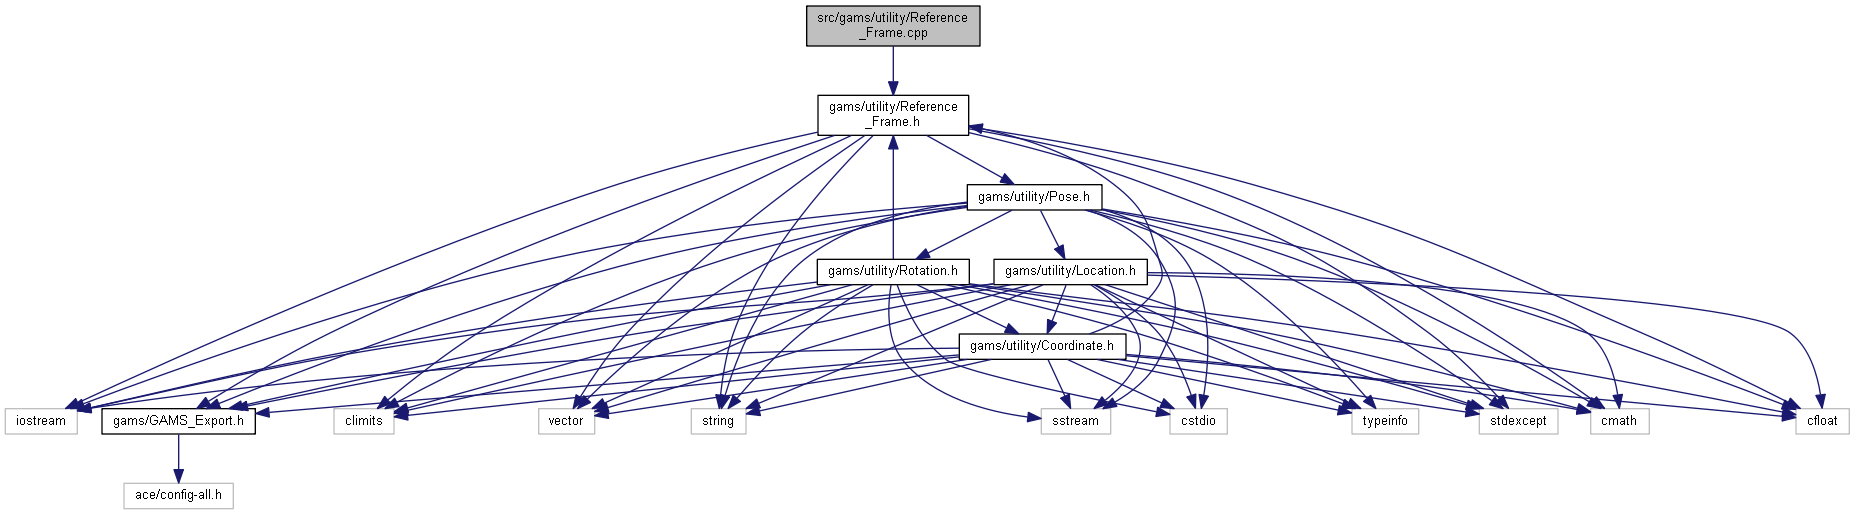 src/gams/utility/Reference
_Frame.cpp
gams/utility/Reference
_Frame.h
gams/utility/Pose.h
gams/utility/Rotation.h
gams/utility/Location.h
gams/utility/Coordinate.h
iostream
gams/GAMS_Export.h
climits
vector
string
sstream
cstdio
typeinfo
stdexcept
cmath
cfloat
ace/config-all.h